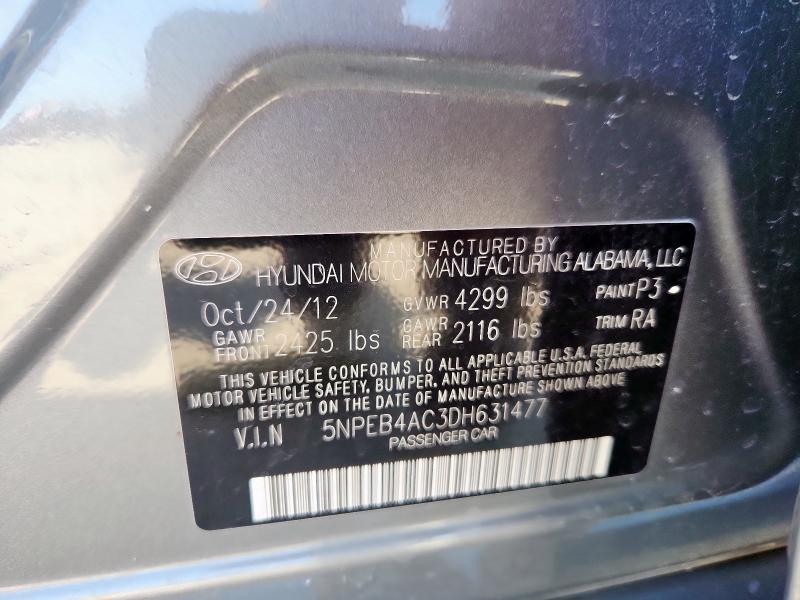 MANUFACTURED BY
HYUNDAI MOTOR MANUFACTURING ALABAMA, LLC
Oct/24/12 GVWR 4299 lbs PAINT P3
GAWR FRONT 2425 lbs GAWR REAR 2116 lbs TRIM RA
THIS VEHICLE CONFORMS TO ALL APPLICABLE U.S.A. FEDERAL
MOTOR VEHICLE SAFETY, BUMPER, AND THEFT PREVENTION STANDARDS
IN EFFECT ON THE DATE OF MANUFACTURE SHOWN ABOVE
V.I.N 5NPEB4AC3DH631477
PASSENGER CAR